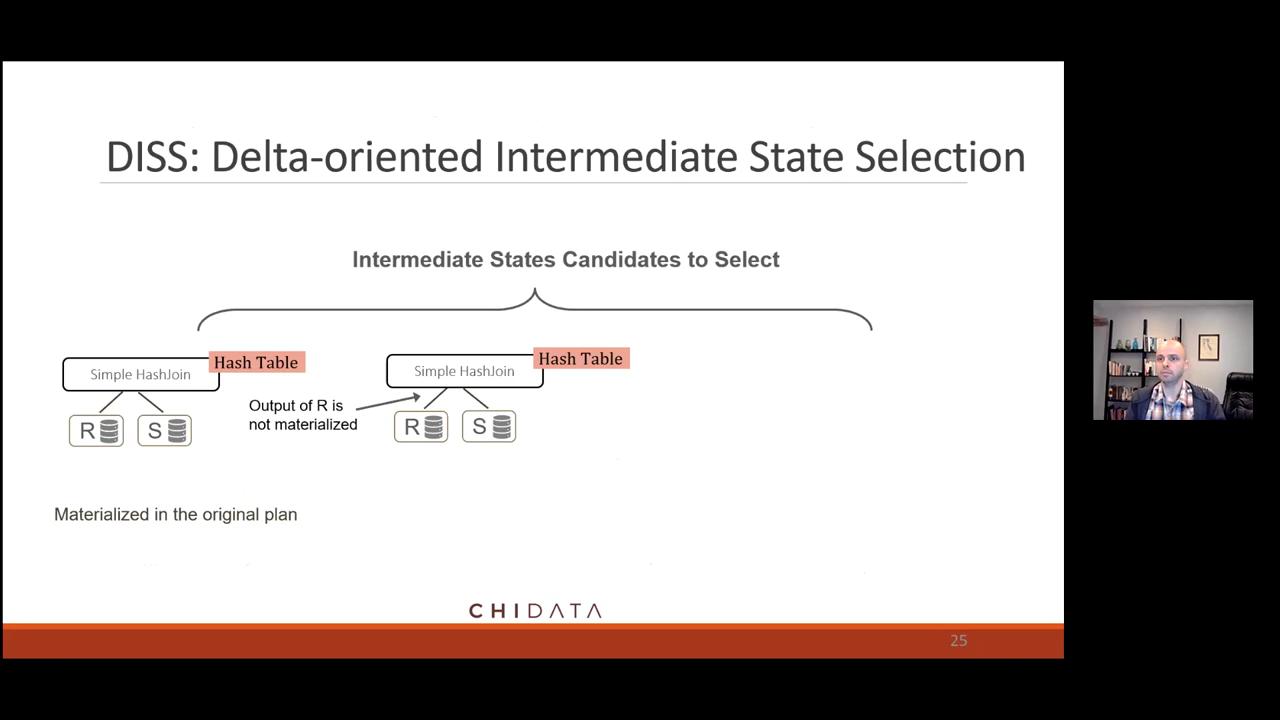 DISS: Delta-oriented Intermediate State Selection
Intermediate States Candidates to Select
Simple HashJoin
Hash Table
R
S
Output of R is
not materialized
Simple HashJoin
Hash Table
R
S
Materialized in the original plan
CHIDATA
25